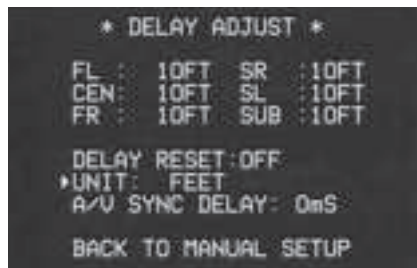 * DELAY ADJUST *
FL : 10FT SR :10FT
CEN: 10FT SL :10FT
FR : 10FT SUB :10FT
DELAY RESET:OFF
▸UNIT: FEET
A/V SYNC DELAY: 0mS
BACK TO MANUAL SETUP